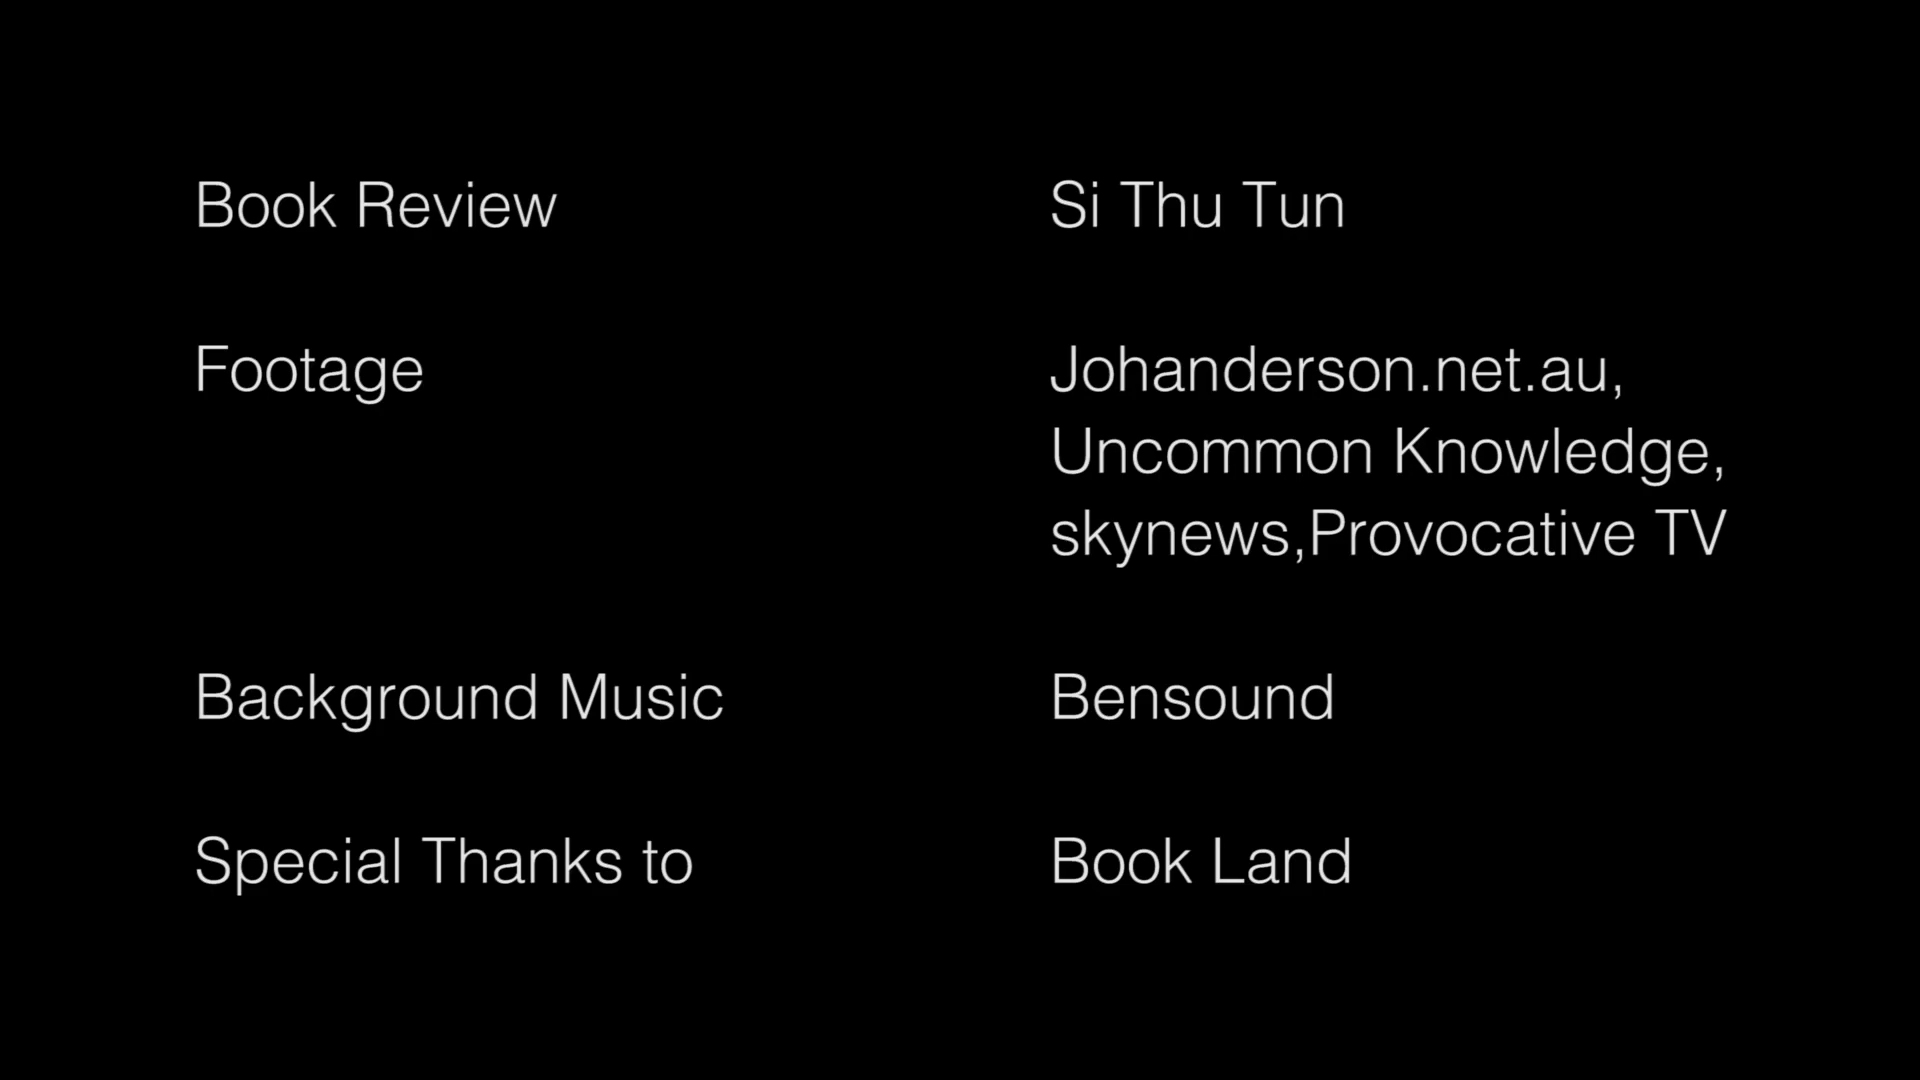 Book Review Si Thu Tun
Footage Johanderson.net.au,
Uncommon Knowledge,
skynews,Provocative TV
Background Music Bensound
Special Thanks to Book Land